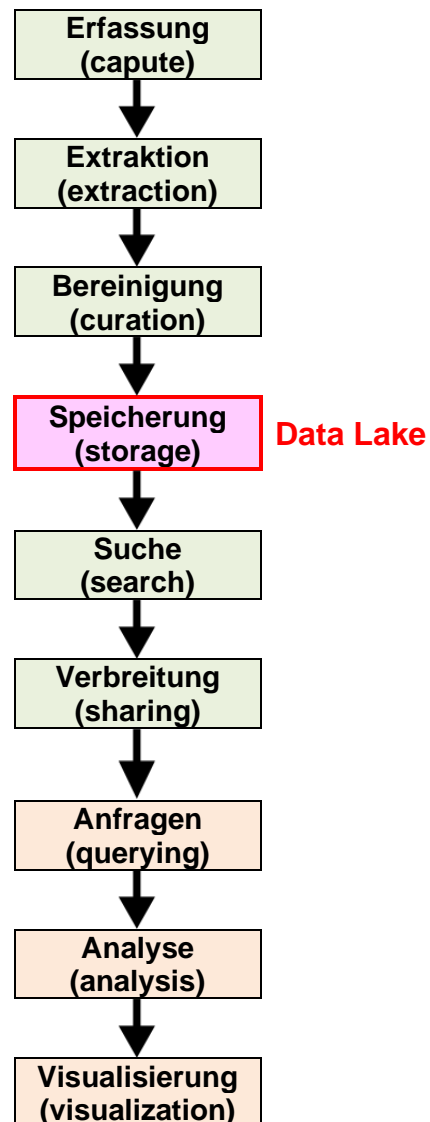 Erfassung
(capute)
Extraktion
(extraction)
Bereinigung
(curation)
Speicherung
(storage)
Data Lake
Suche
(search)
Verbreitung
(sharing)
Anfragen
(querying)
Analyse
(analysis)
Visualisierung
(visualization)